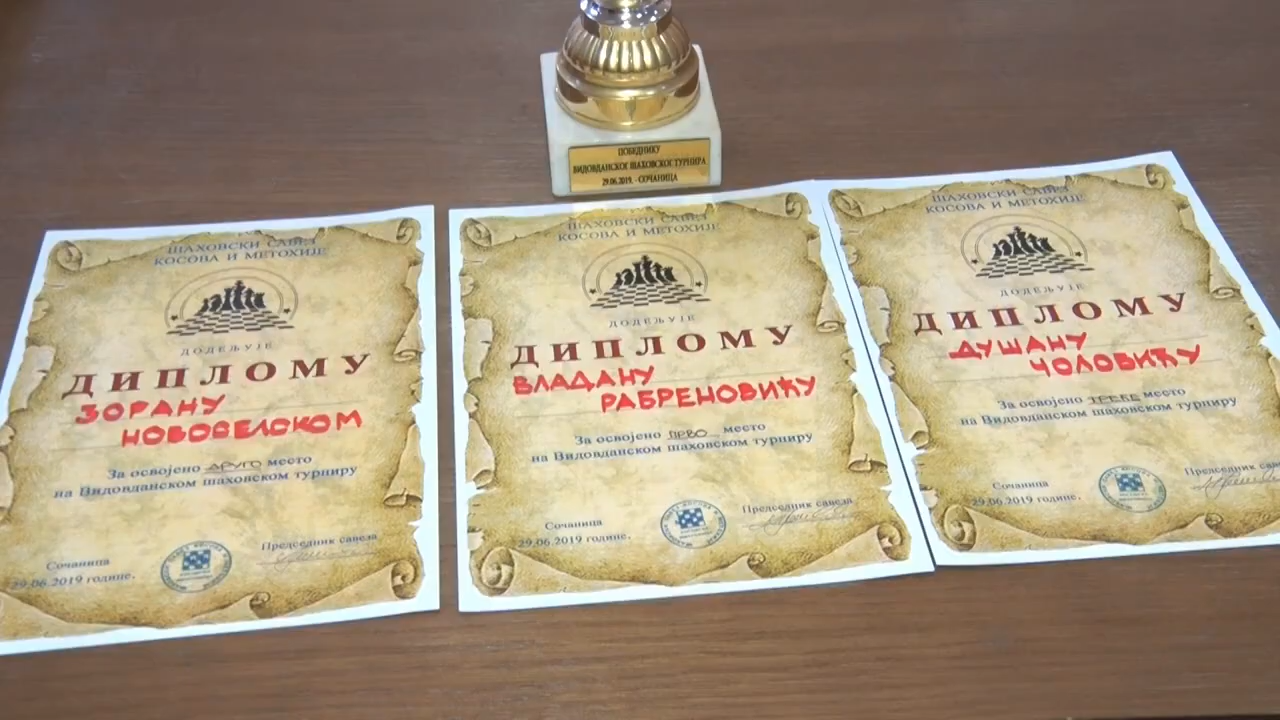 ПОБЕДНИКУ
ВИДОВДАНСКОГ ШАХОВСКОГ ТУРНИРА
29.06.2019. - СОЧАНИЦА
ШАХОВСКИ САВЕЗ
КОСОВА И МЕТОХИЈЕ
ДОДЕЉУЈЕ
ДИПЛОМУ
ЗОРАНУ
НОВОСЕЛСКОМ
За освојено ДРУГО место
на Видовданском шаховском турниру
Сочаница
29.06.2019 године.
Председник савеза
ШАХОВСКИ САВЕЗ
КОСОВА И МЕТОХИЈЕ
ДОДЕЉУЈЕ
ДИПЛОМУ
ВЛАДАНУ
РАБРЕНОВИЋУ
За освојено ПРВО место
на Видовданском шаховском турниру
Сочаница
29.06.2019 године.
Председник савеза
ШАХОВСКИ САВЕЗ
КОСОВА И МЕТОХИЈЕ
ДОДЕЉУЈЕ
ДИПЛОМУ
ДУШАНУ
ЧОЛОВИЋУ
За освојено ТРЕЋЕ место
на Видовданском шаховском турниру
Сочаница
29.06.2019 године.
Председник савеза